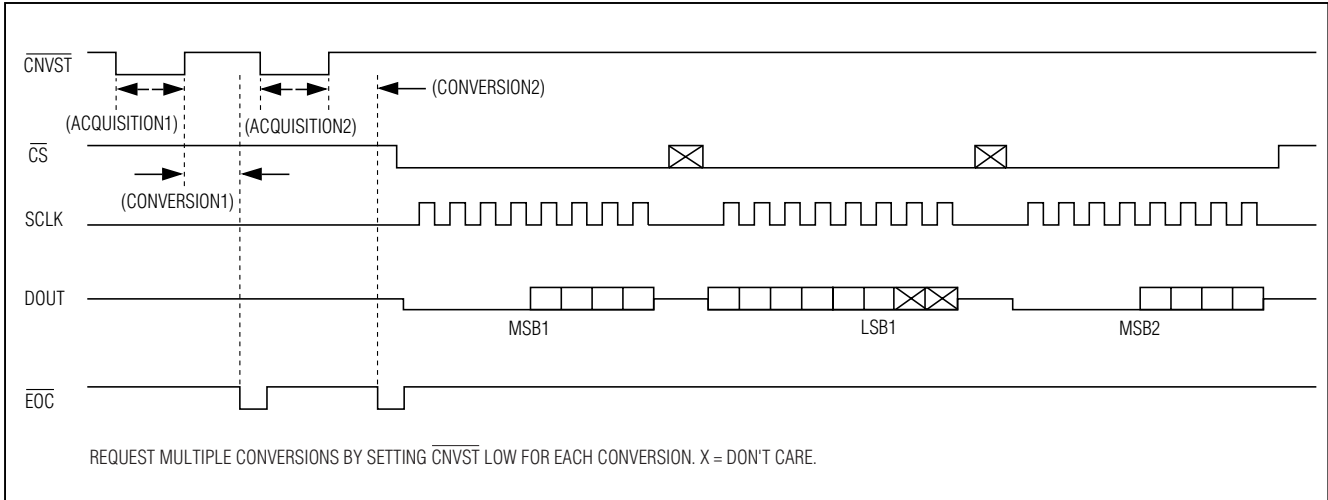 CNVST
(CONVERSION2)
(ACQUISITION1)
(ACQUISITION2)
CS
(CONVERSION1)
SCLK
DOUT
MSB1
LSB1
MSB2
EOC
REQUEST MULTIPLE CONVERSIONS BY SETTING CNVST LOW FOR EACH CONVERSION. X = DON'T CARE.